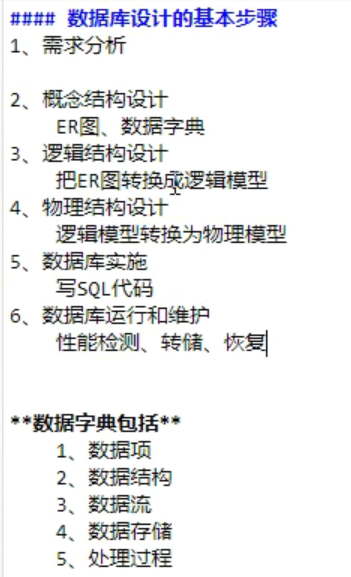 #### 数据库设计的基本步骤
1、需求分析
2、概念结构设计
ER图、数据字典
3、逻辑结构设计
把ER图转换成逻辑模型
4、物理结构设计
逻辑模型转换为物理模型
5、数据库实施
写SQL代码
6、数据库运行和维护
性能检测、转储、恢复
**数据字典包括**
1、数据项
2、数据结构
3、数据流
4、数据存储
5、处理过程